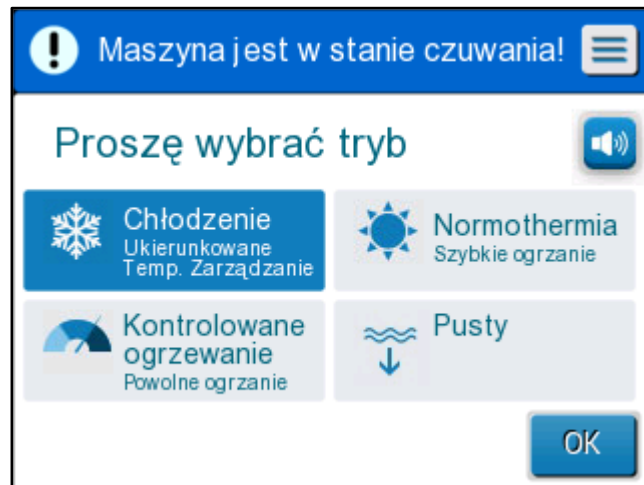 Maszyna jest w stanie czuwania!
Proszę wybrać tryb
Chłodzenie
Ukierunkowane
Temp. Zarządzanie
Normothermia
Szybkie ogrzanie
Kontrolowane
ogrzewanie
Powolne ogrzanie
Pusty
OK